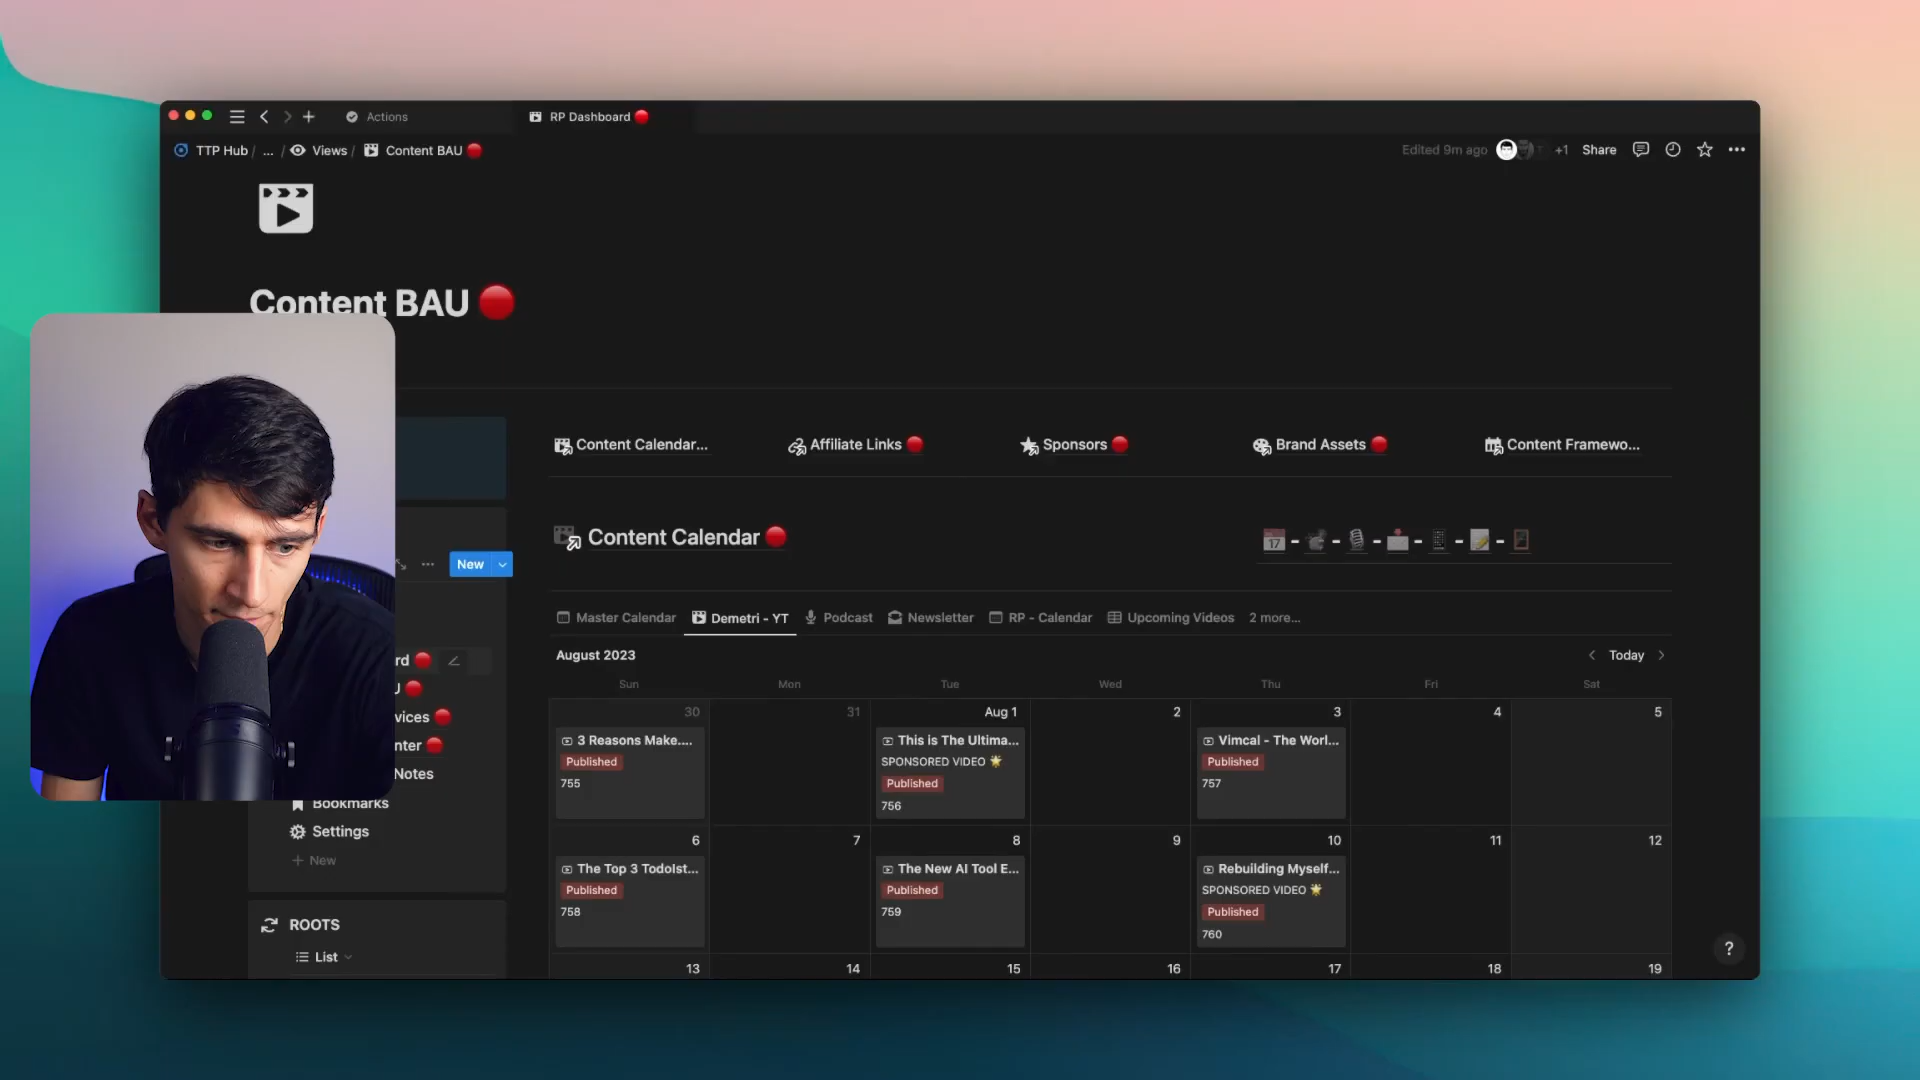 Actions
RP Dashboard
TTP Hub / ... / Views / Content BAU
Edited 9m ago
+1
Share
Content BAU
Content Calendar...
Affiliate Links
Sponsors
Brand Assets
Content Framewo...
New
Content Calendar
17
Master Calendar
Demetri - YT
Podcast
Newsletter
RP - Calendar
Upcoming Videos
2 more...
August 2023
Today
Sun Mon Tue Wed Thu Fri Sat
30 31 Aug 1 2 3 4 5
3 Reasons Make....
Published
755
This is The Ultima...
SPONSORED VIDEO
Published
756
Vimcal - The Worl...
Published
757
6 7 8 9 10 11 12
The Top 3 Todolst...
Published
758
The New AI Tool E...
Published
759
Rebuilding Myself...
SPONSORED VIDEO
Published
760
13 14 15 16 17 18 19
rd
U
vices
nter
Notes
Bookmarks
Settings
+ New
ROOTS
List
?